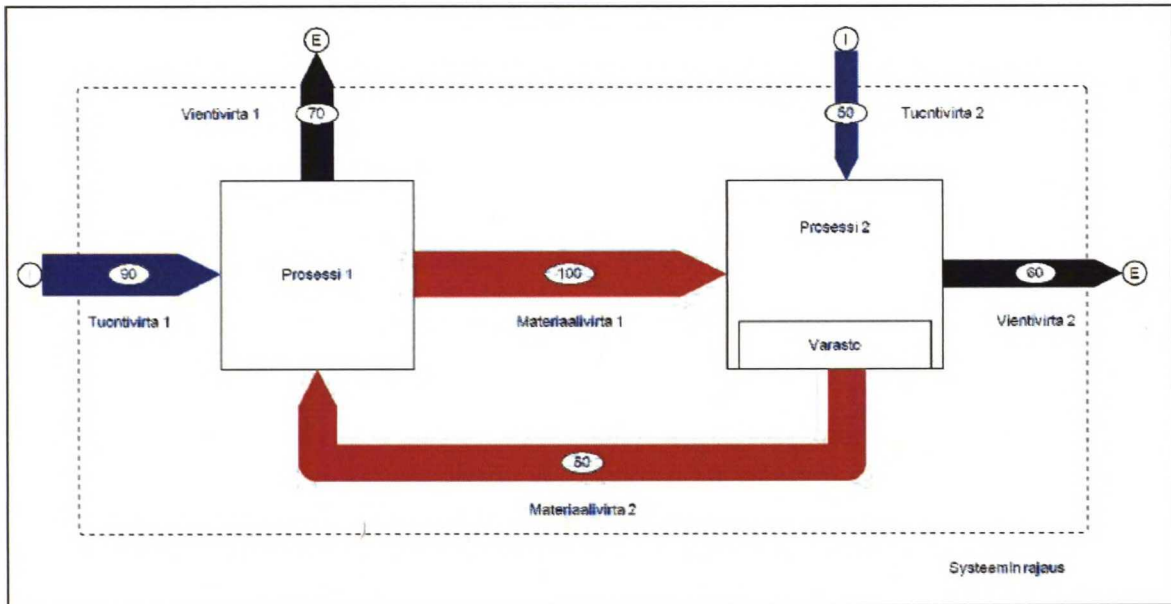 E
I
Vientivirta 1
70
50
Tuontivirta 2
Prosessi 2
90
Prosessi 1
100
60
E
Tuontivirta 1
Materiaalivirta 1
Vientivirta 2
Varasto
80
Materiaalivirta 2
Systeemin rajaus